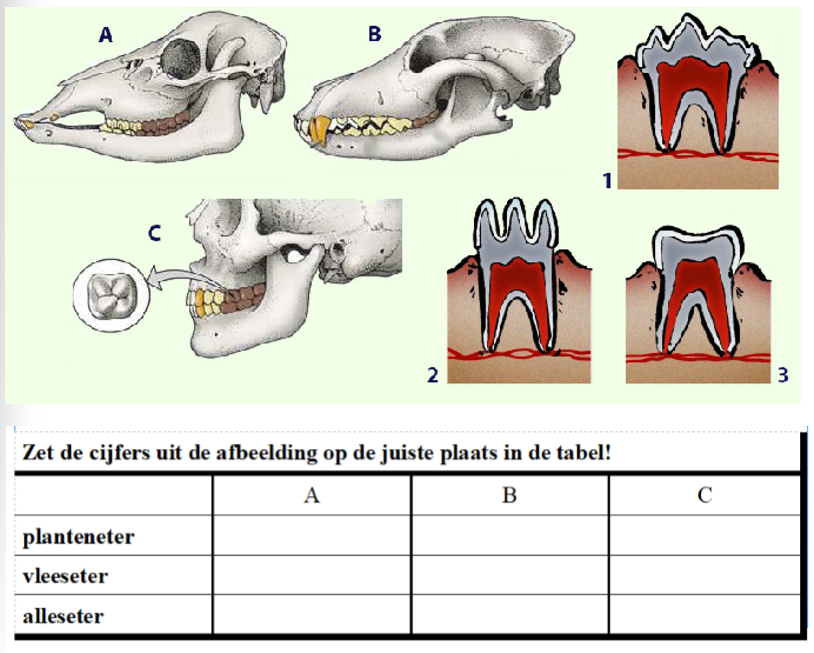 A
B
1
C
2
3
Zet de cijfers uit de afbeelding op de juiste plaats in de tabel!
A B C
planteneter
vleeseter
alleseter